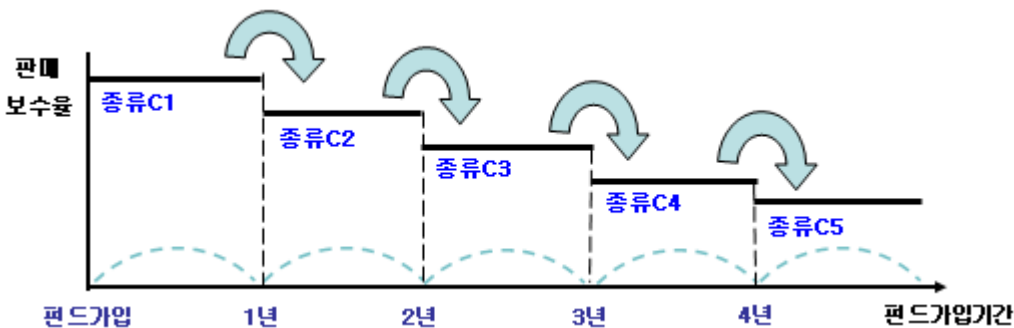 판매
보수율
종류C1
종류C2
종류C3
종류C4
종류C5
펀드가입
1년
2년
3년
4년
펀드가입기간